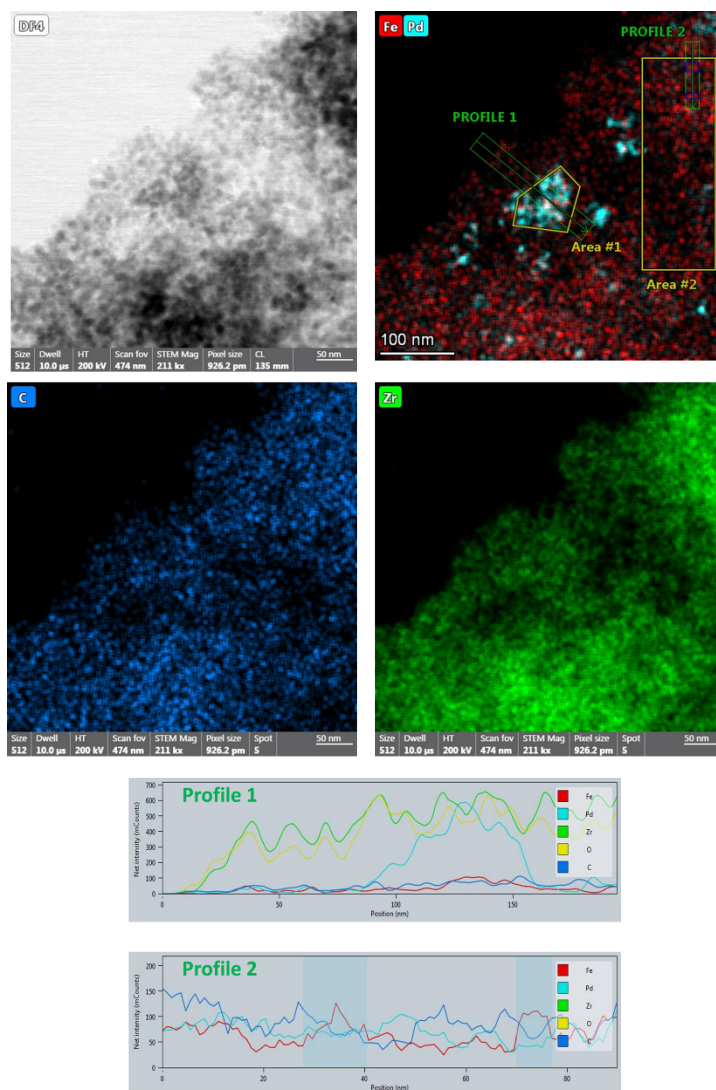 DF4
Size Dwell HT Scan fov STEM Mag Pixel size CL 50 nm
512 10.0 µs 200 kV 474 nm 211 kx 926.2 pm 135 mm
Fe Pd
PROFILE 2
PROFILE 1
Area #1
Area #2
100 nm
C
Size Dwell HT Scan fov STEM Mag Pixel size Spot 50 nm
512 10.0 µs 200 kV 474 nm 211 kx 926.2 pm 5
Zr
Size Dwell HT Scan fov STEM Mag Pixel size Spot 50 nm
512 10.0 µs 200 kV 474 nm 211 kx 926.2 pm 5
Profile 1
Net intensity (mCounts)
700
600
500
400
300
200
100
0
0 50 100 150
Position (nm)
Fe
Pd
Zr
O
C
Profile 2
Net intensity (mCounts)
200
150
100
50
0
0 20 40 60 80
Position (nm)
Fe
Pd
Zr
O